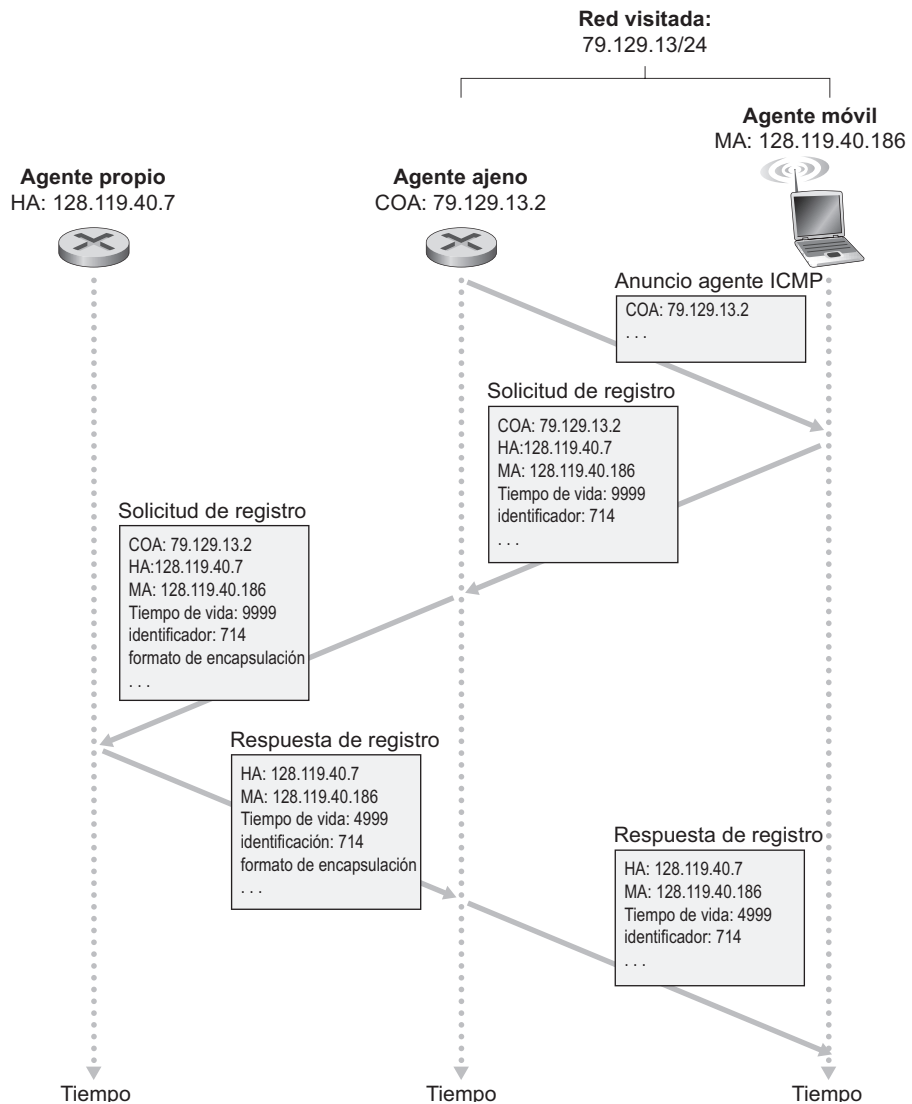 Red visitada:
79.129.13/24
Agente móvil
MA: 128.119.40.186
Agente propio
HA: 128.119.40.7
Agente ajeno
COA: 79.129.13.2
Anuncio agente ICMP
COA: 79.129.13.2
. . .
Solicitud de registro
COA: 79.129.13.2
HA:128.119.40.7
MA: 128.119.40.186
Tiempo de vida: 9999
identificador: 714
. . .
Solicitud de registro
COA: 79.129.13.2
HA:128.119.40.7
MA: 128.119.40.186
Tiempo de vida: 9999
identificador: 714
formato de encapsulación
. . .
Respuesta de registro
HA: 128.119.40.7
MA: 128.119.40.186
Tiempo de vida: 4999
identificación: 714
formato de encapsulación
. . .
Respuesta de registro
HA: 128.119.40.7
MA: 128.119.40.186
Tiempo de vida: 4999
identificador: 714
. . .
Tiempo
Tiempo
Tiempo